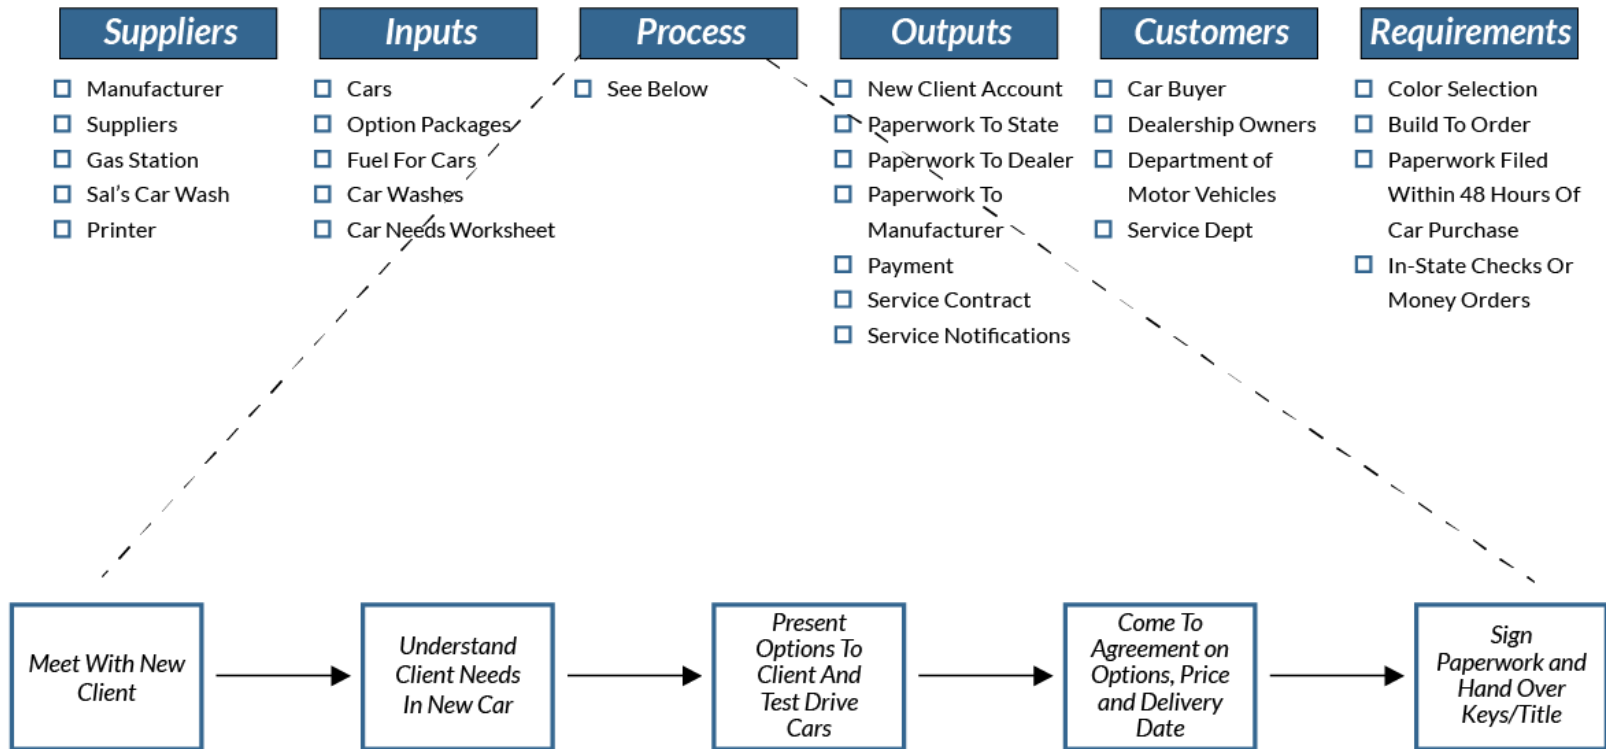 Suppliers
Manufacturer
Suppliers
Gas Station
Sal's Car Wash
Printer
Inputs
Cars
Option Packages
Fuel For Cars
Car Washes
Car Needs Worksheet
Process
See Below
Outputs
New Client Account
Paperwork To State
Paperwork To Dealer
Paperwork To
Manufacturer
Payment
Service Contract
Service Notifications
Customers
Car Buyer
Dealership Owners
Department of
Motor Vehicles
Service Dept
Requirements
Color Selection
Build To Order
Paperwork Filed
Within 48 Hours Of
Car Purchase
In-State Checks Or
Money Orders
Meet With New
Client
Understand
Client Needs
In New Car
Present
Options To
Client And
Test Drive
Cars
Come To
Agreement on
Options, Price
and Delivery
Date
Sign
Paperwork and
Hand Over
Keys/Title